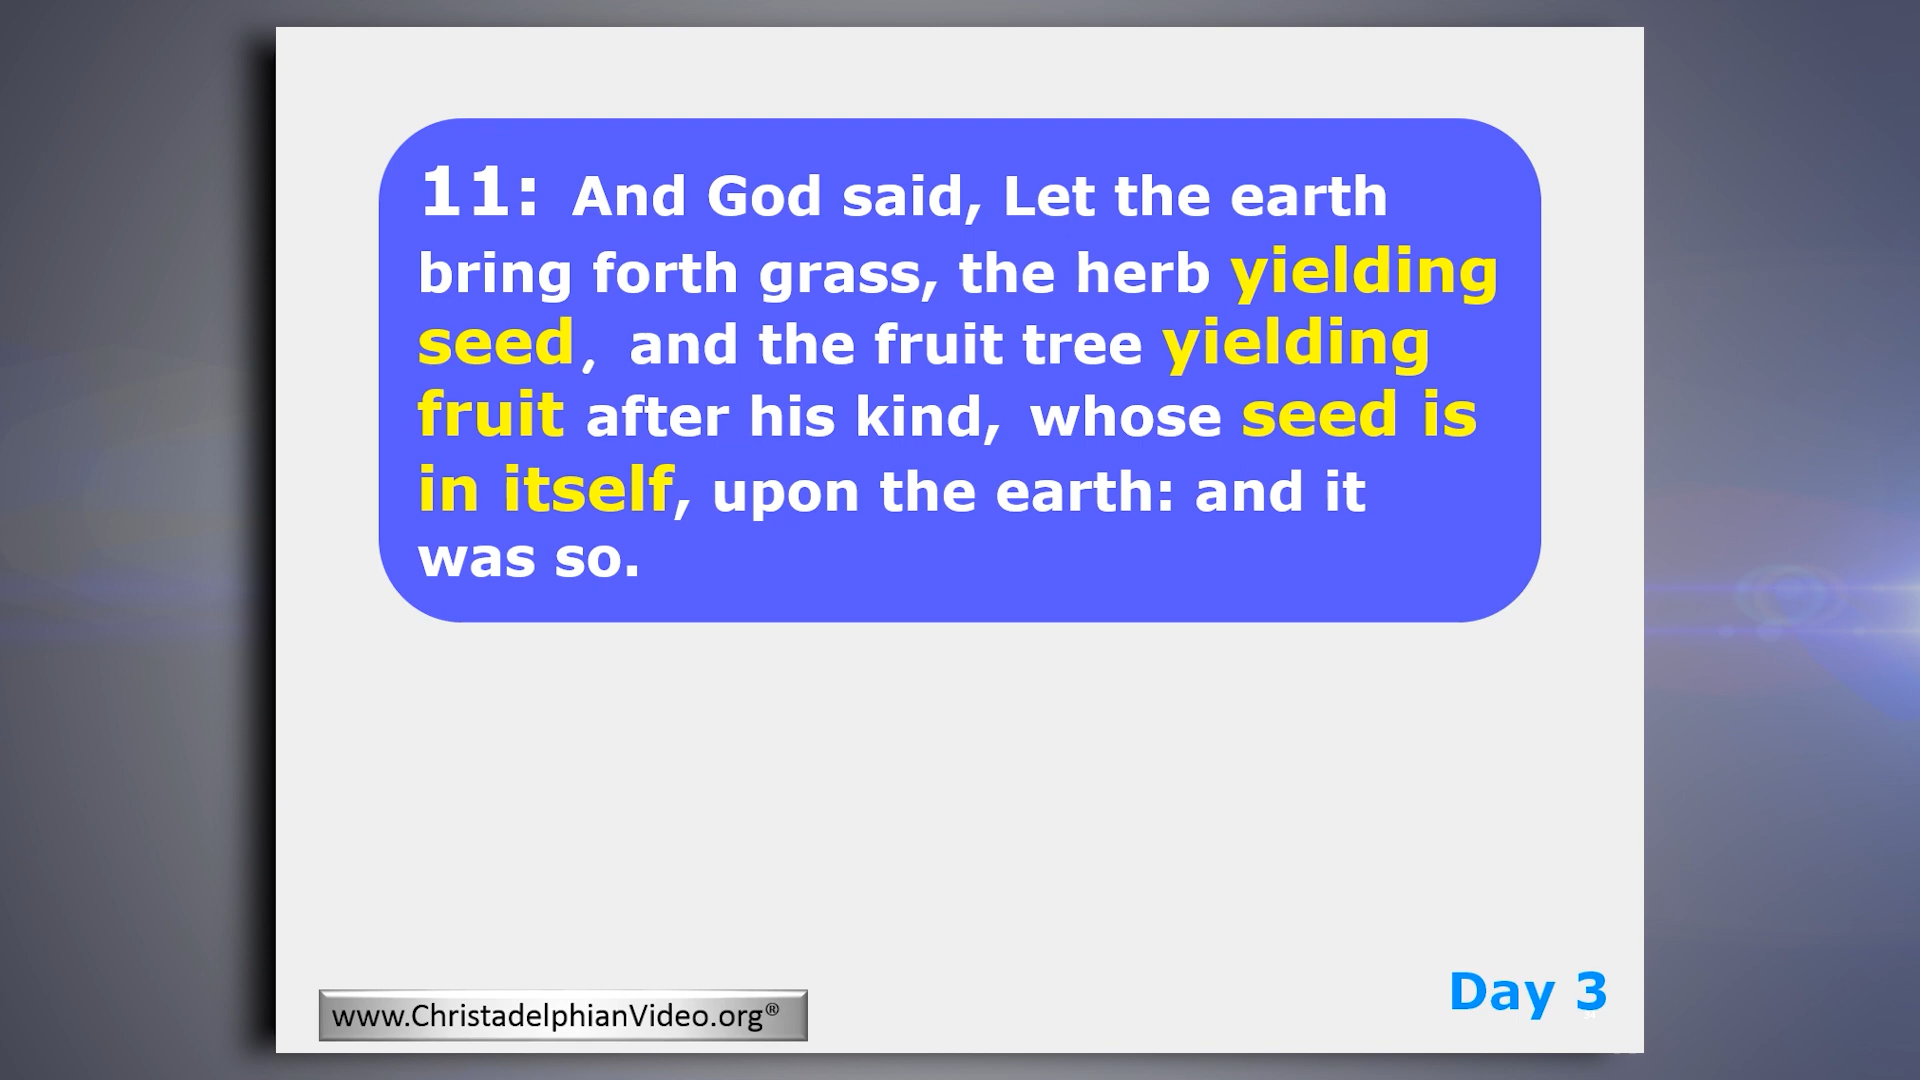 11: And God said, Let the earth
bring forth grass, the herb yielding
seed, and the fruit tree yielding
fruit after his kind, whose seed is
in itself, upon the earth: and it
was so.
Day 3
www.ChristadelphianVideo.org®